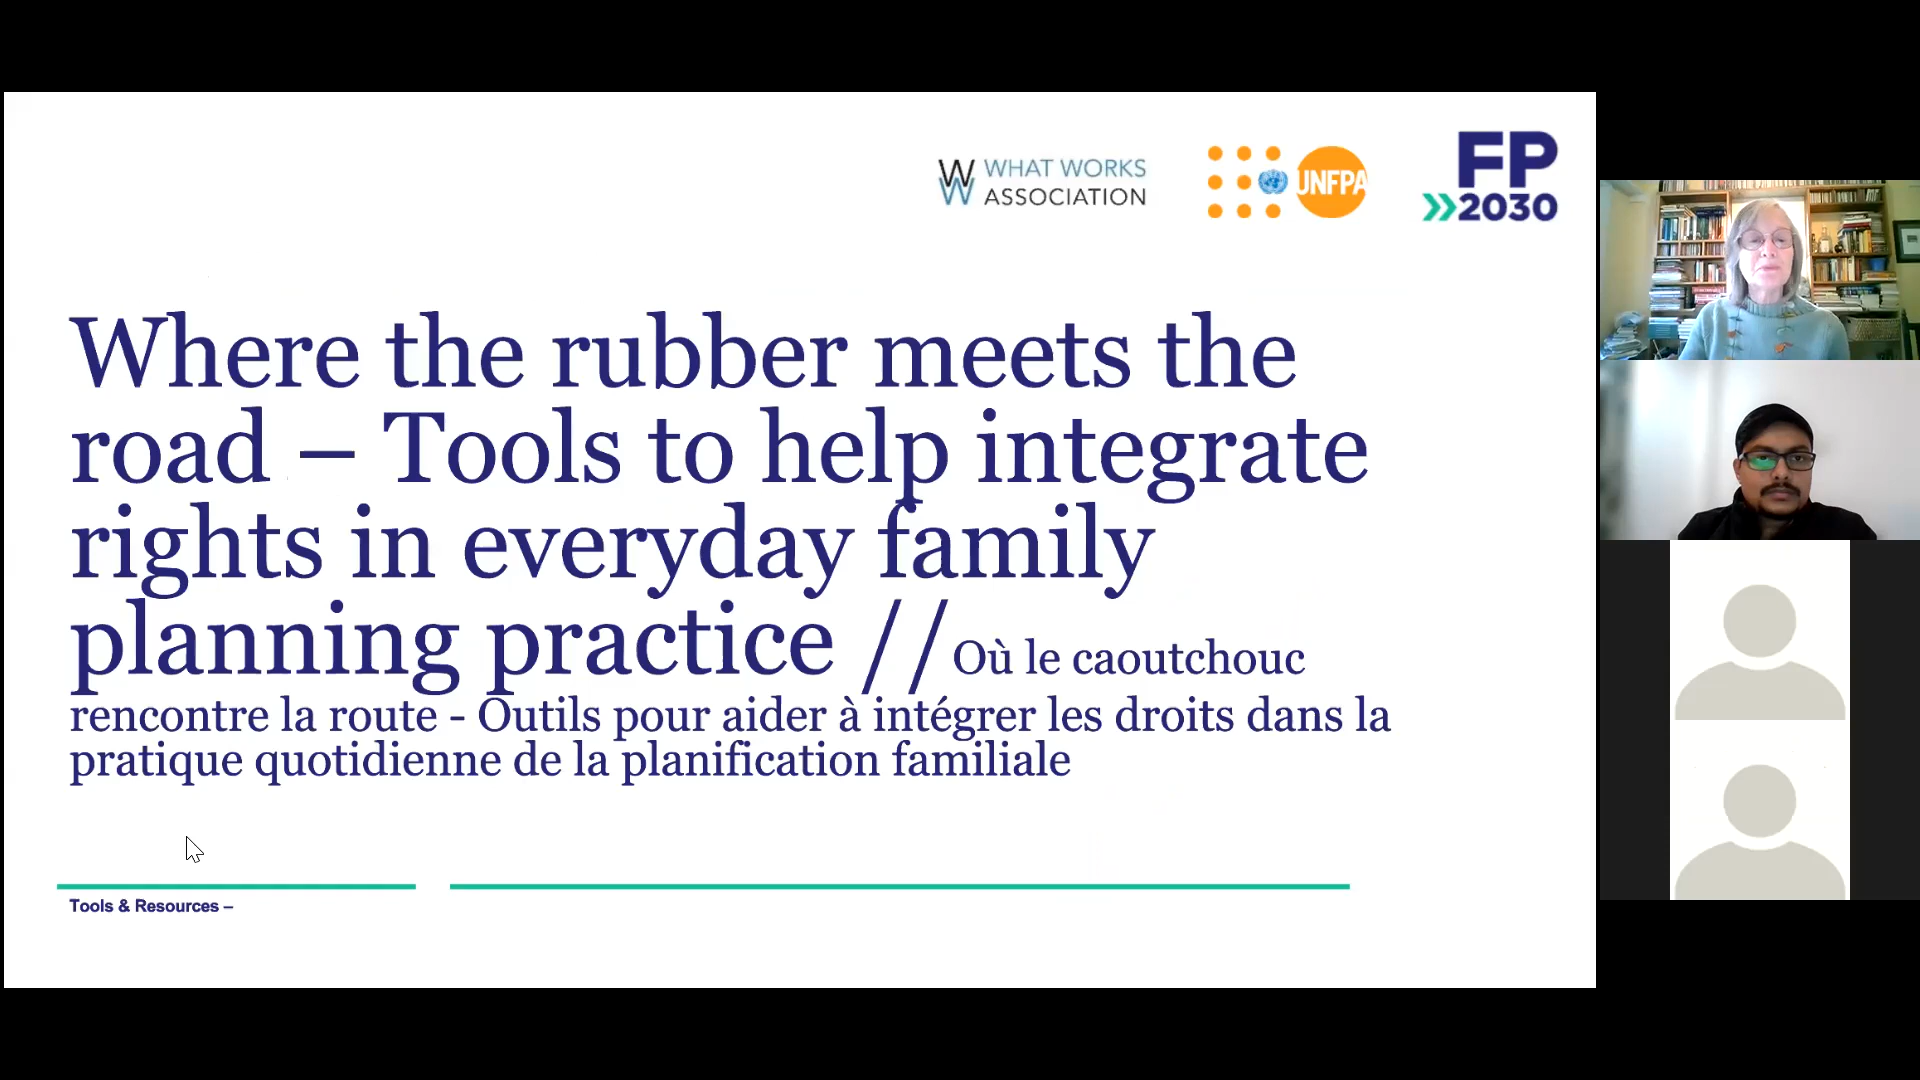 WHAT WORKS
ASSOCIATION
UNFPA
FP
2030
Where the rubber meets the
road – Tools to help integrate
rights in everyday family
planning practice // Où le caoutchouc
rencontre la route - Outils pour aider à intégrer les droits dans la
pratique quotidienne de la planification familiale
Tools & Resources –